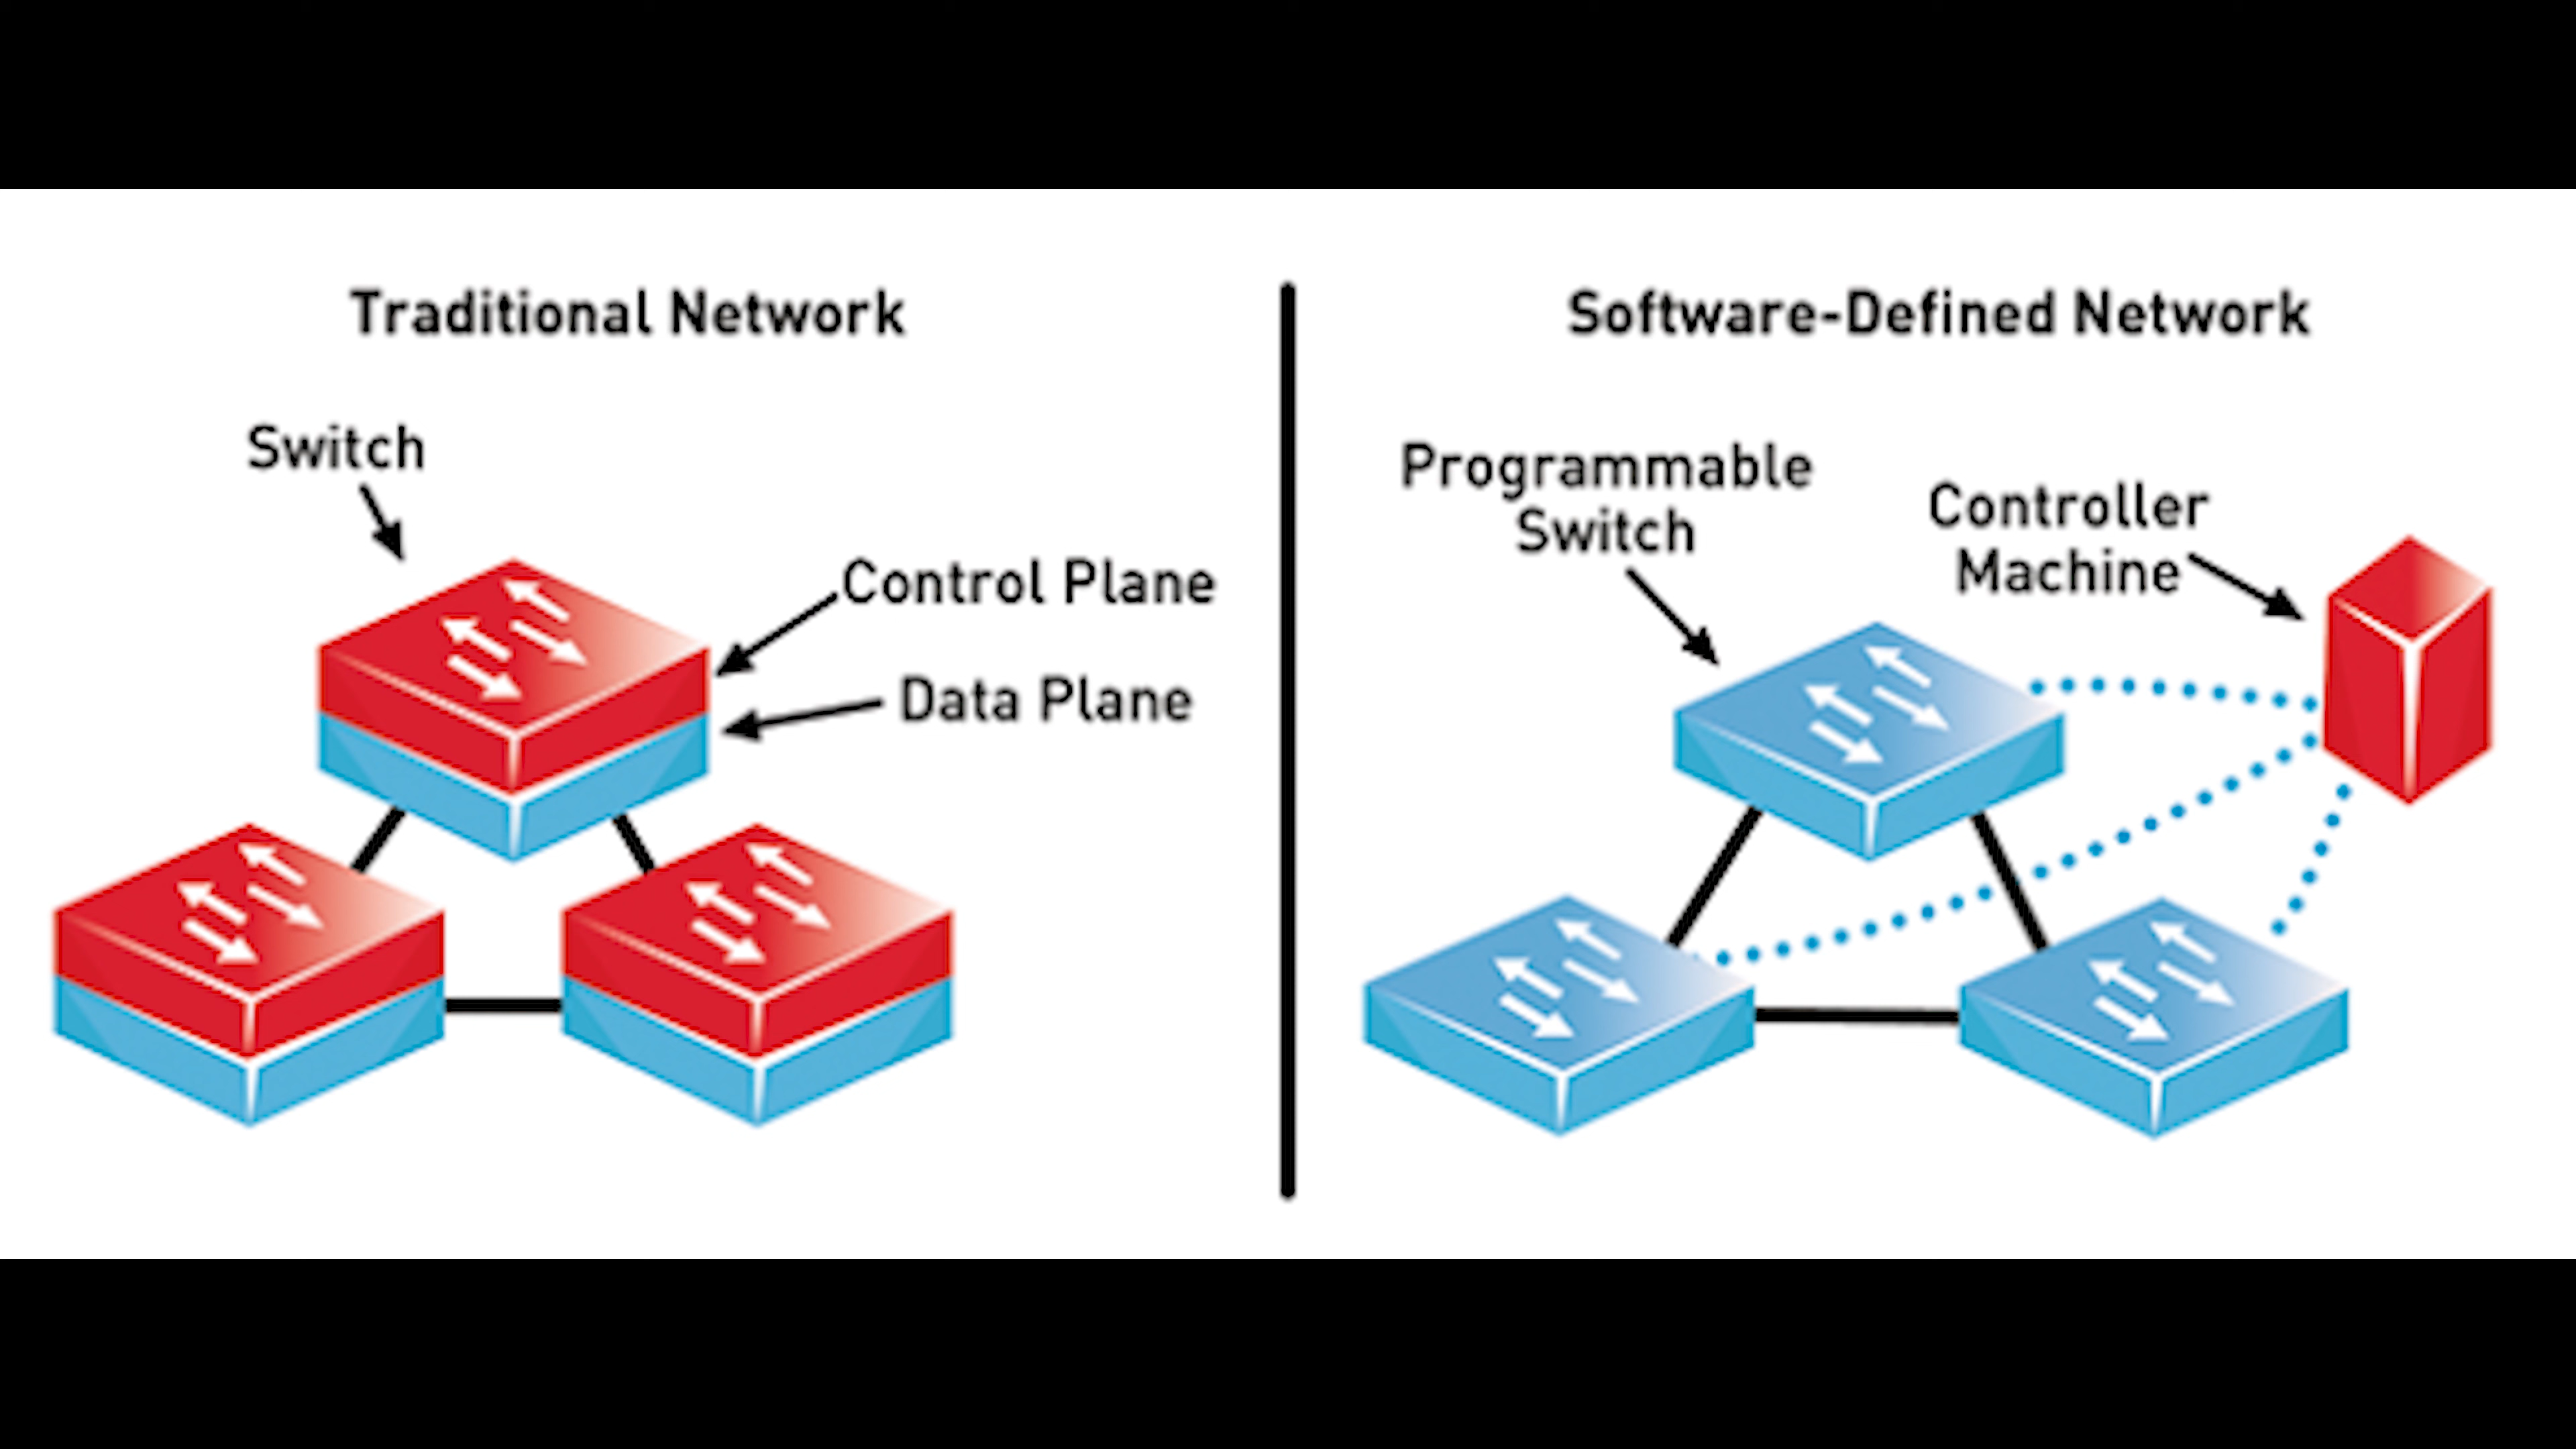 Traditional Network
Switch
Control Plane
Data Plane
Software-Defined Network
Programmable
Switch
Controller
Machine